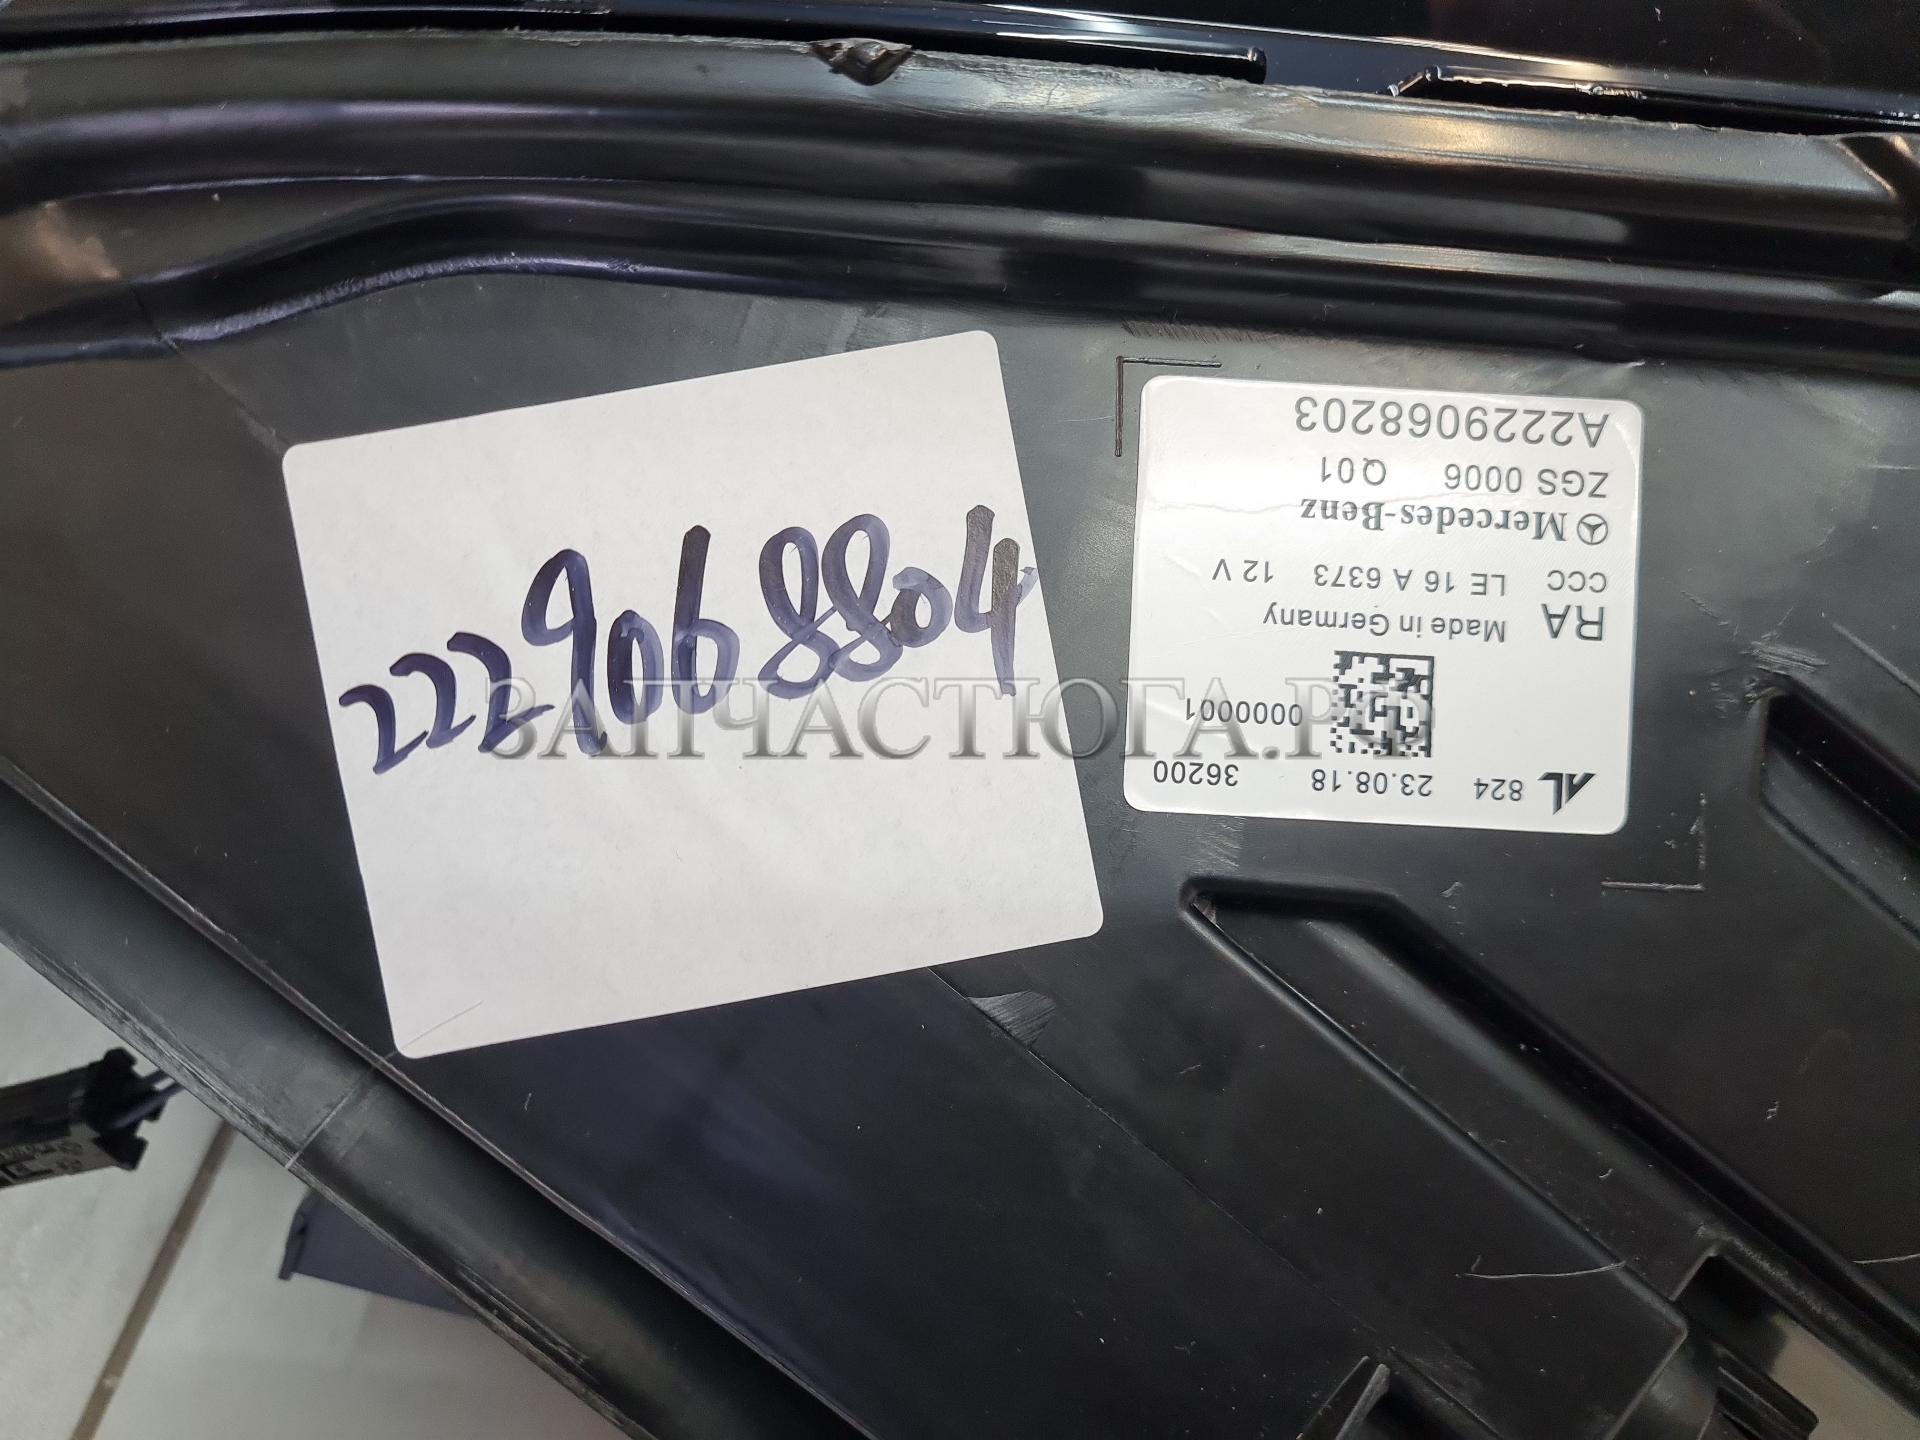 2229068804
A2229068203
ZGS 0006 Q01
Mercedes-Benz
CCC LE 16 A 6373 12 V
RA Made in Germany
0000001
AL 824 23.08.18 36200
ЗАПЧАСТЮГА.РФ